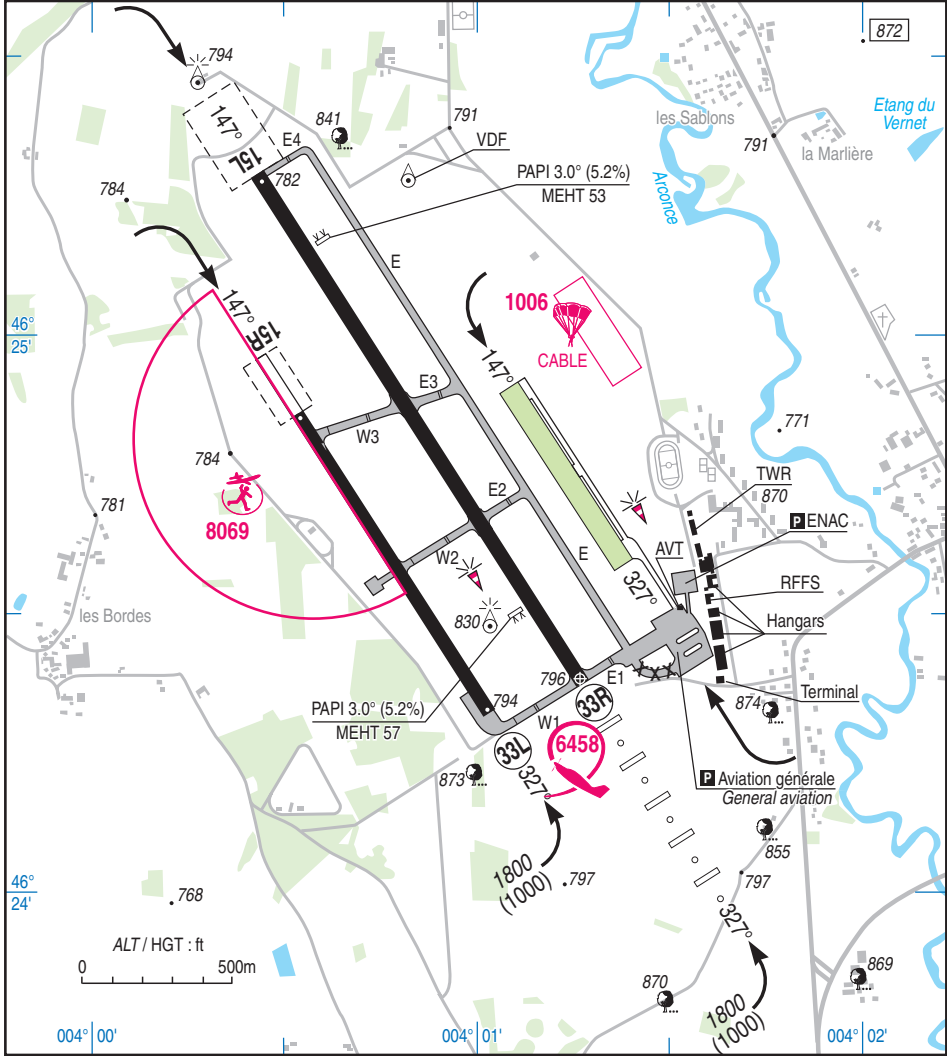 872
794
841
791
VDF
les Sablons
Etang du
Vernet
791
la Marlière
147°
15L
E4
782
PAPI 3.0° (5.2%)
MEHT 53
784
Arconce
E
147°
15R
1006
CABLE
46°
25'
147°
E3
W3
771
784
8069
781
E2
TWR
870
P ENAC
W2
E
AVT
327°
RFFS
Hangars
les Bordes
830
796
E1
Terminal
794
33R
874
PAPI 3.0° (5.2%)
MEHT 57
W1
33L
6458
873
327°
P Aviation générale
General aviation
855
1800
(1000)
797
797
46°
24'
768
327°
ALT / HGT : ft
0 500m
870
869
1800
(1000)
004° 00'
004° 01'
004° 02'